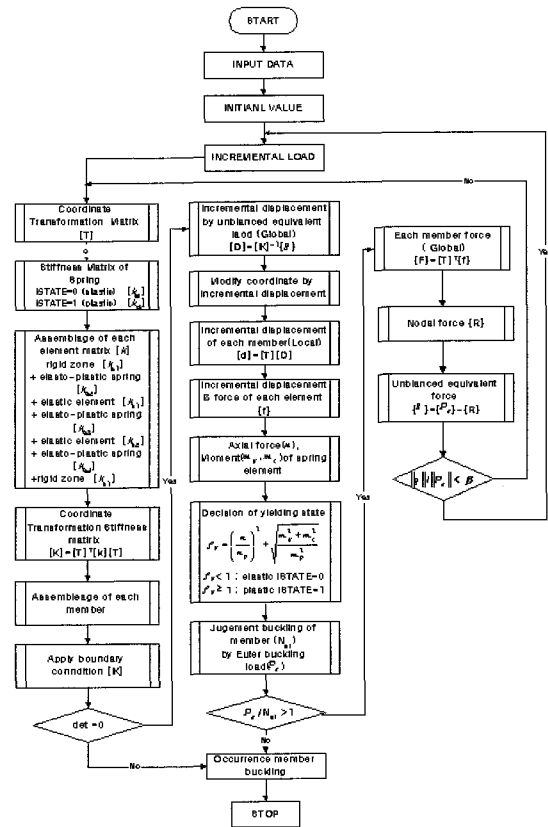 START
INPUT DATA
INITIANL VALUE
INCREMENTAL LOAD
No
Coordinate
Transformation Matrix
[T]
Stiffness Matrix of
Spring
ISTATE=0 (elastic)
ISTATE=1 (plastic)
Assemblage of each
element matrix [k]
rigid zone
+ elasto-plastic spring
+ elastic element
+ elasto-plastic spring
+ elastic element
+ elasto-plastic spring
+rigid zone
Coordinate
Transformation Stiffness
matrix
[K]=[T]ᵀ[k][T]
Assembleage of each
member
Apply boundary
conndition [K]
det =0
No
Yes
Incremental displacement
by unblanced equivalent
laod (Global)
Modify coordinate by
incremental displacement
Incremental displacement
of each member(Local)
[d]=[T][D]
Incremental displacement
& force of each element
{f}
Axial force
Moment
of spring
element
Decision of yielding state
: elastic ISTATE=0
: plastic ISTATE=1
Jugement buckling of
member
by Euler buckling
load
No
Yes
Occurrence member
buckling
STOP
Each member force
(Global)
{F}=[T]ᵀ{f}
Nodal force {R}
Unblanced equivalent
force